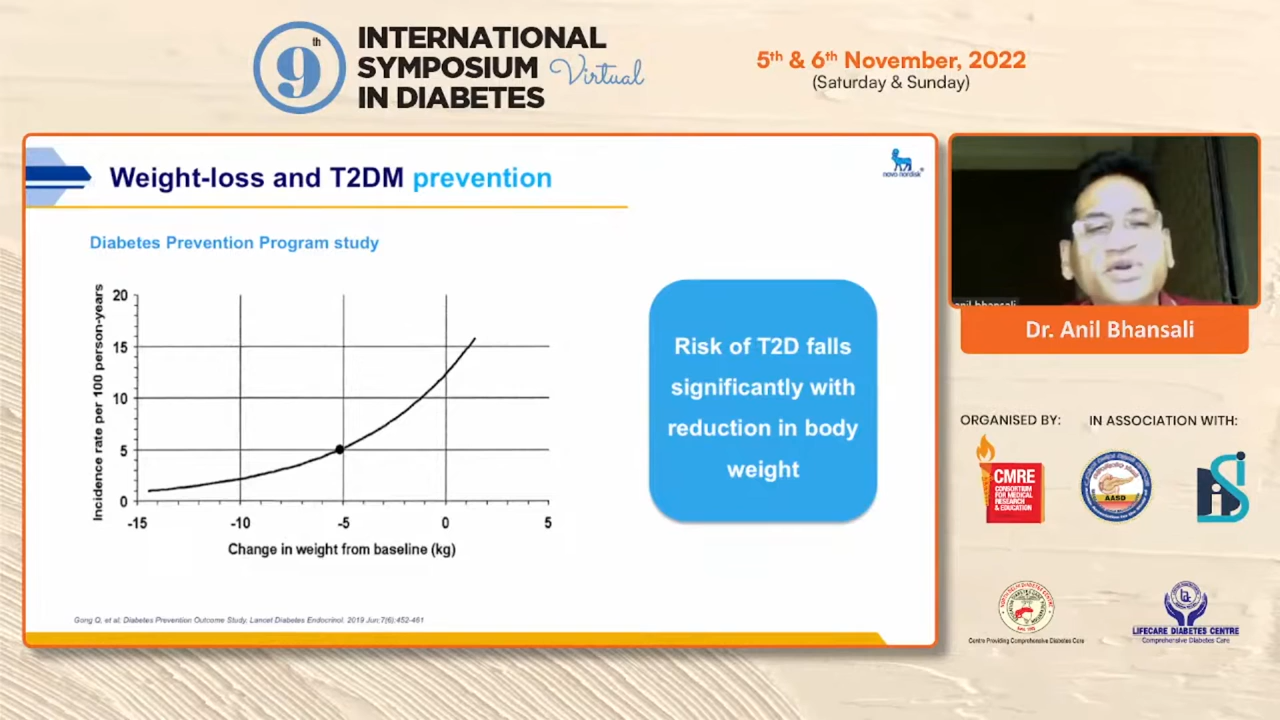 9th
INTERNATIONAL
SYMPOSIUM Virtual
IN DIABETES
5th & 6th November, 2022
(Saturday & Sunday)
Weight-loss and T2DM prevention
novo nordisk®
Diabetes Prevention Program study
Incidence rate per 100 person-years
20
15
10
5
0
-15 -10 -5 0 5
Change in weight from baseline (kg)
Risk of T2D falls
significantly with
reduction in body
weight
Gong Q, et al; Diabetes Prevention Outcome Study. Lancet Diabetes Endocrinol. 2019 Jun;7(6):452-461
anil bhansali
Dr. Anil Bhansali
ORGANISED BY: IN ASSOCIATION WITH:
CMRE
CONSORTIUM
FOR MEDICAL
RESEARCH
& EDUCATION
AASD
Centre Providing Comprehensive Diabetes Care
LIFECARE DIABETES CENTRE
Comprehensive Diabetes Care